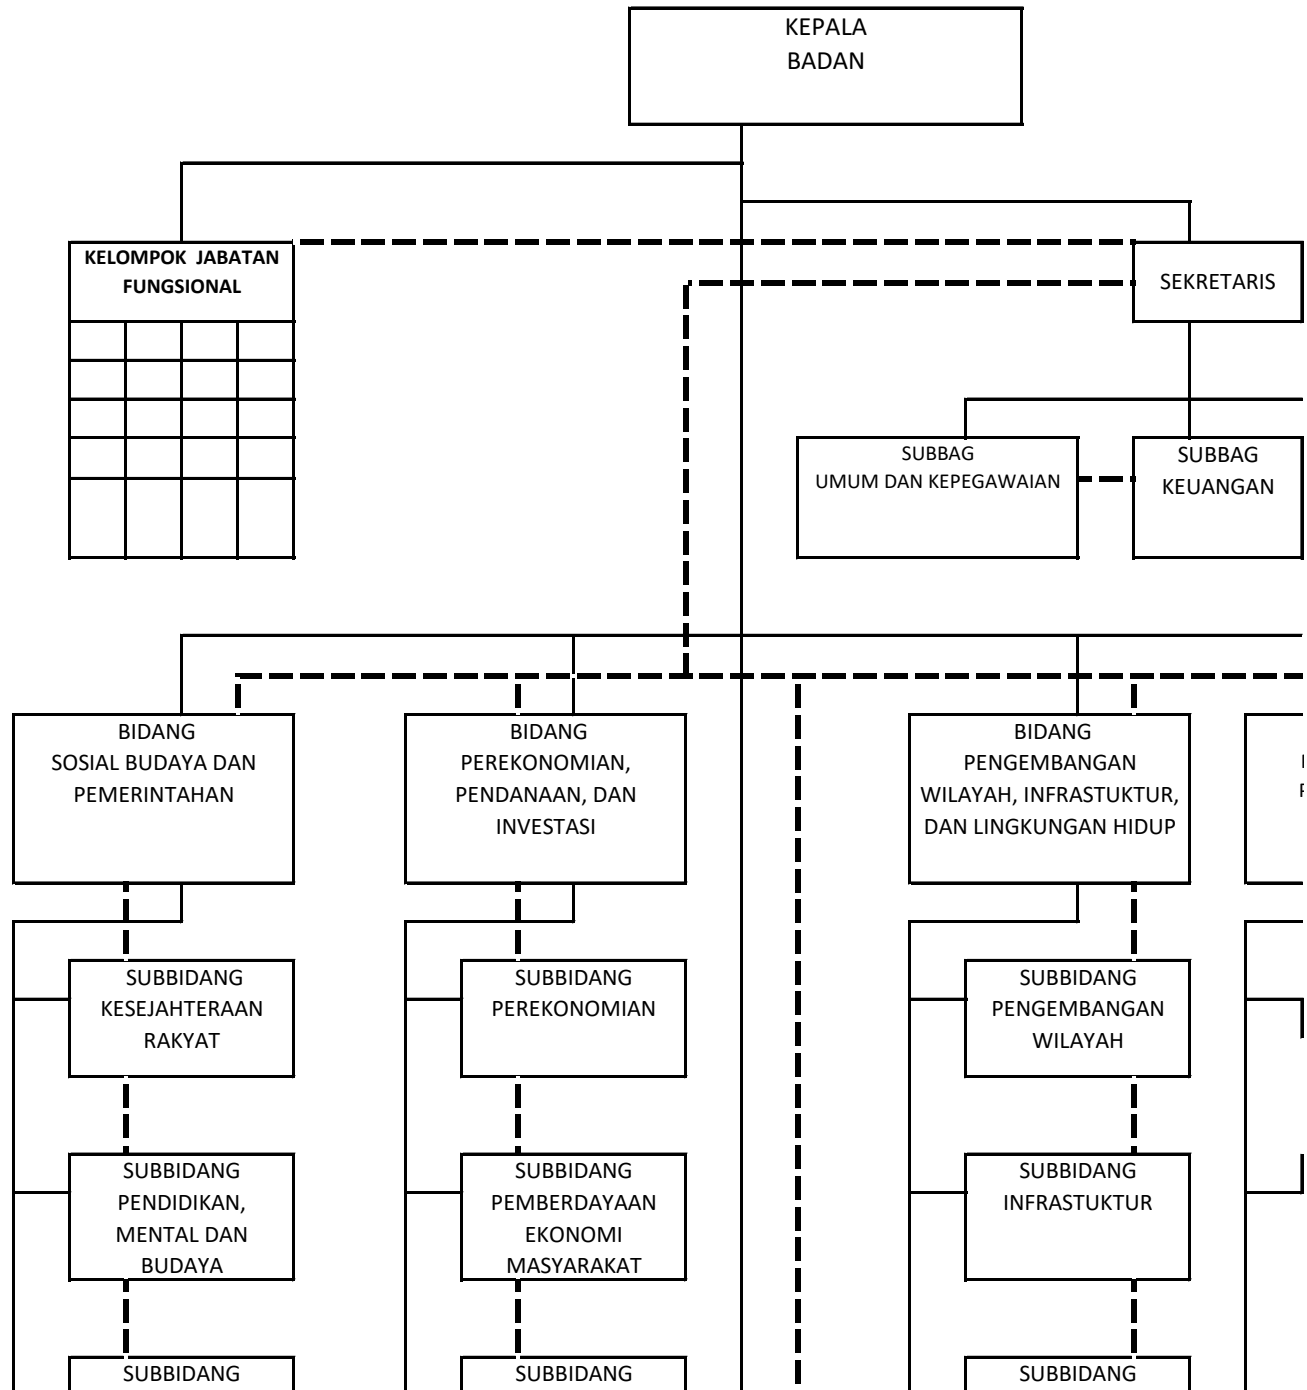 KEPALA
BADAN
KELOMPOK JABATAN
FUNGSIONAL
SEKRETARIS
SUBBAG
UMUM DAN KEPEGAWAIAN
SUBBAG
KEUANGAN
BIDANG
SOSIAL BUDAYA DAN
PEMERINTAHAN
BIDANG
PEREKONOMIAN,
PENDANAAN, DAN
INVESTASI
BIDANG
PENGEMBANGAN
WILAYAH, INFRASTUKTUR,
DAN LINGKUNGAN HIDUP
SUBBIDANG
KESEJAHTERAAN
RAKYAT
SUBBIDANG
PEREKONOMIAN
SUBBIDANG
PENGEMBANGAN
WILAYAH
SUBBIDANG
PENDIDIKAN,
MENTAL DAN
BUDAYA
SUBBIDANG
PEMBERDAYAAN
EKONOMI
MASYARAKAT
SUBBIDANG
INFRASTUKTUR
SUBBIDANG
SUBBIDANG
SUBBIDANG